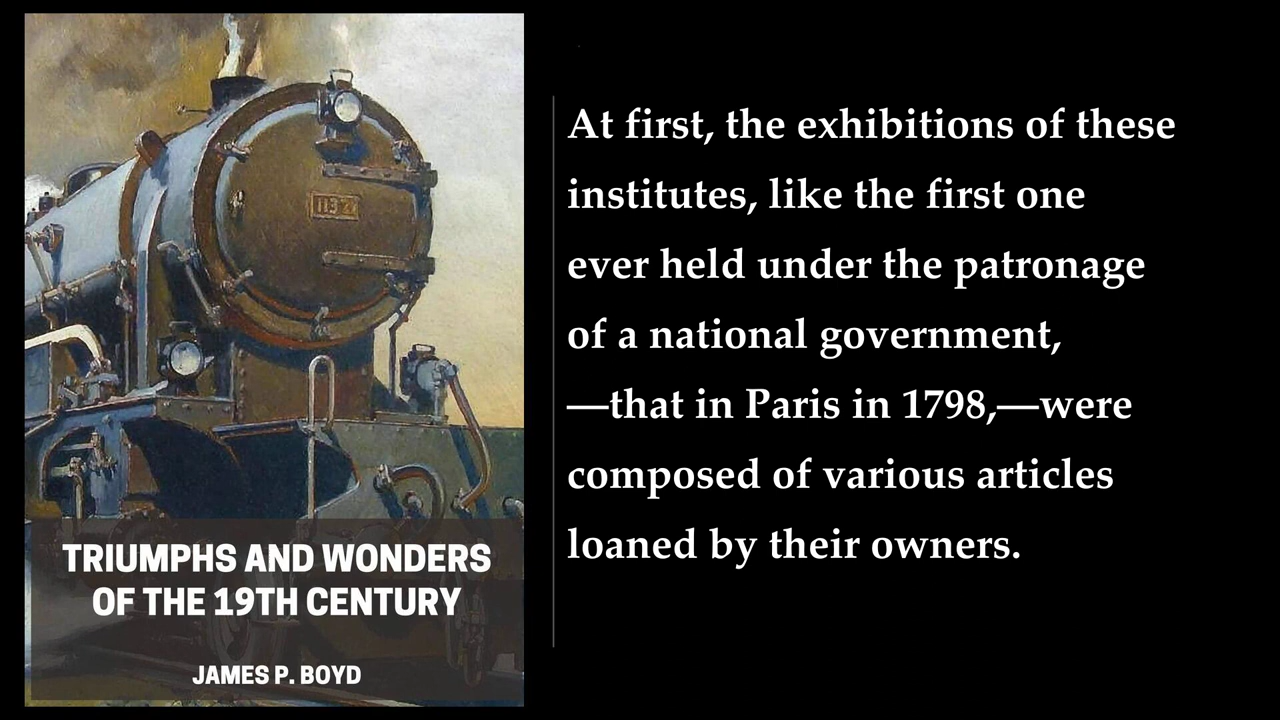 TRIUMPHS AND WONDERS
OF THE 19TH CENTURY
JAMES P. BOYD
At first, the exhibitions of these
institutes, like the first one
ever held under the patronage
of a national government,
—that in Paris in 1798,—were
composed of various articles
loaned by their owners.